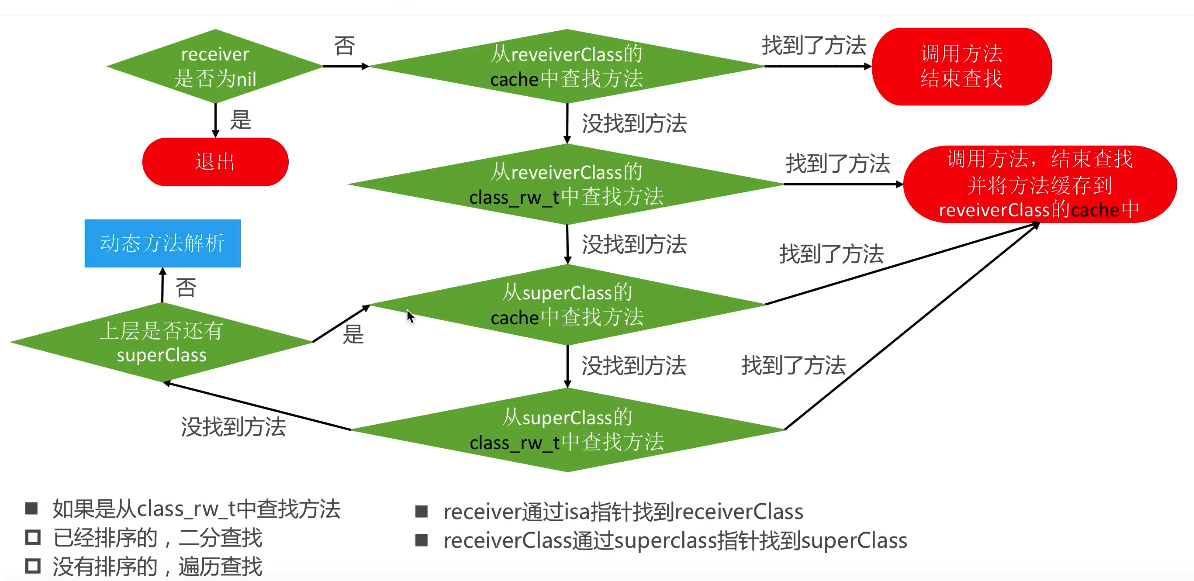 receiver
是否为nil
否
从reveiverClass的
cache中查找方法
找到了方法
调用方法
结束查找
是
没找到方法
退出
从reveiverClass的
class_rw_t中查找方法
找到了方法
调用方法，结束查找
并将方法缓存到
reveiverClass的cache中
动态方法解析
没找到方法
找到了方法
否
从superClass的
cache中查找方法
上层是否还有
superClass
是
没找到方法
找到了方法
没找到方法
从superClass的
class_rw_t中查找方法
如果是从class_rw_t中查找方法
已经排序的，二分查找
没有排序的，遍历查找
receiver通过isa指针找到receiverClass
receiverClass通过superclass指针找到superClass